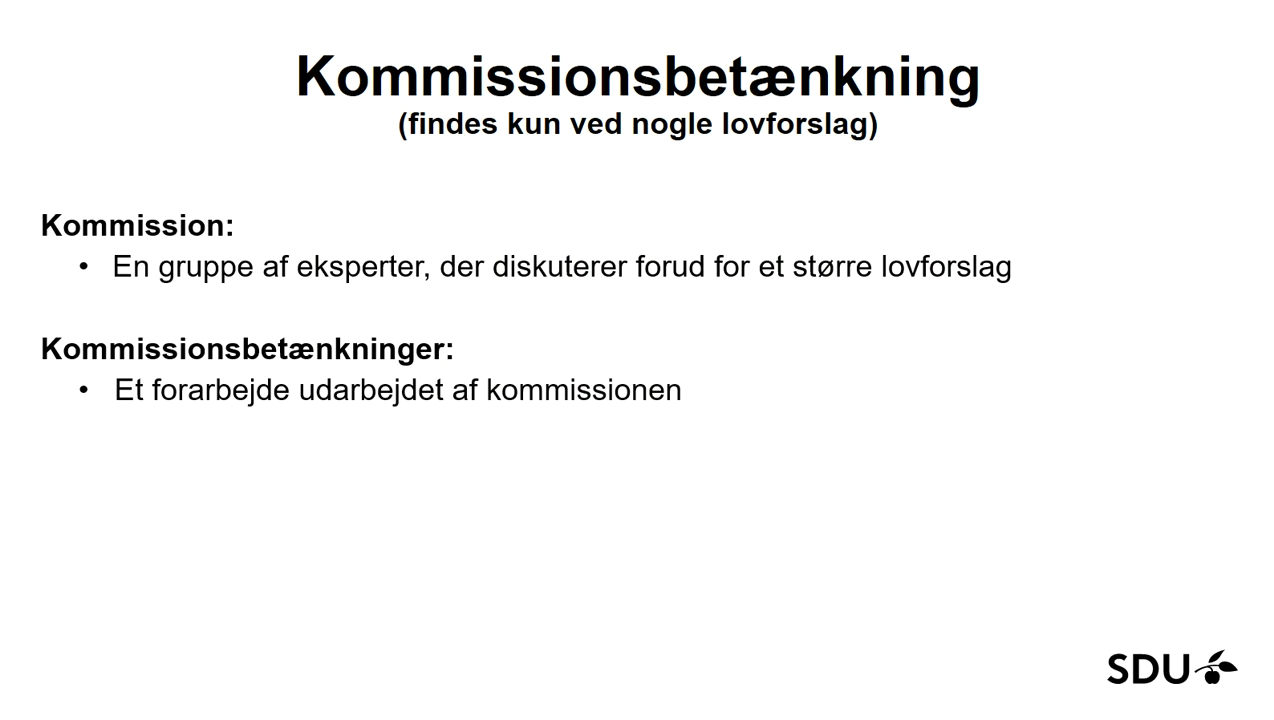 Kommissionsbetænkning
(findes kun ved nogle lovforslag)
Kommission:
• En gruppe af eksperter, der diskuterer forud for et større lovforslag
Kommissionsbetænkninger:
• Et forarbejde udarbejdet af kommissionen
SDU